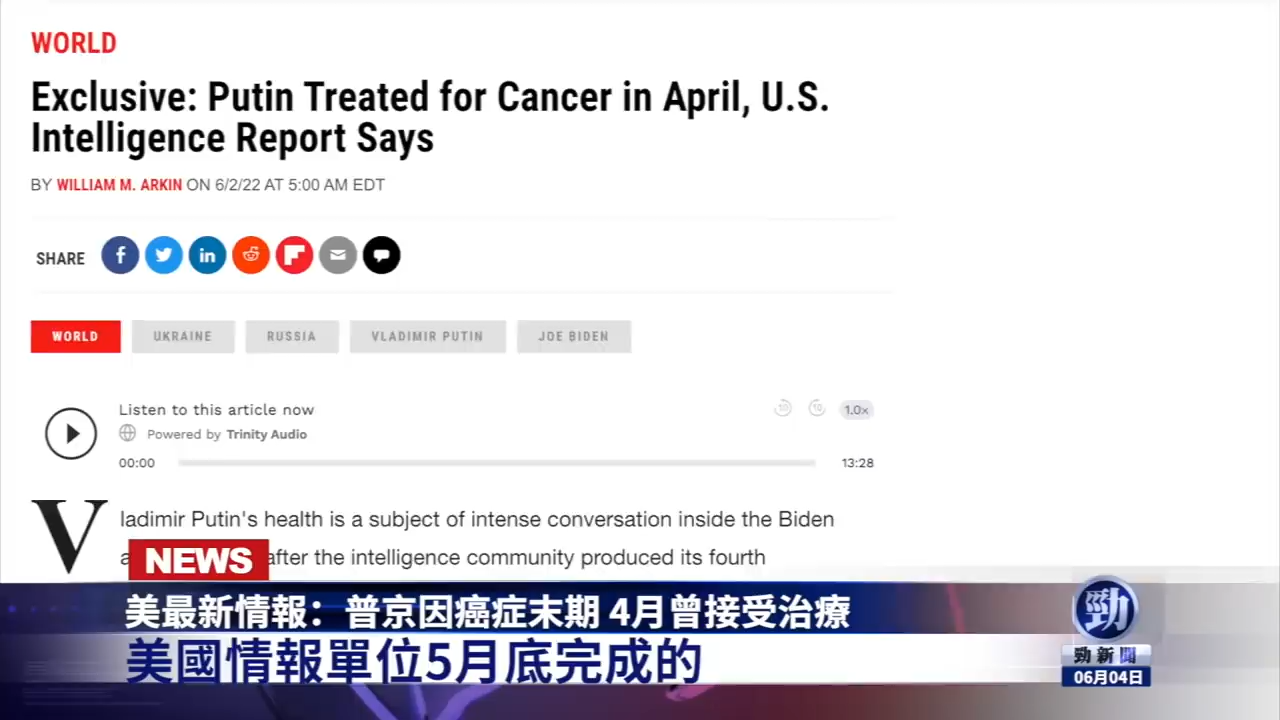 WORLD
Exclusive: Putin Treated for Cancer in April, U.S.
Intelligence Report Says
BY WILLIAM M. ARKIN ON 6/2/22 AT 5:00 AM EDT
SHARE
WORLD UKRAINE RUSSIA VLADIMIR PUTIN JOE BIDEN
Listen to this article now
10 10 1.0x
Powered by Trinity Audio
00:00 13:28
Vladimir Putin's health is a subject of intense conversation inside the Biden
after the intelligence community produced its fourth
NEWS
美最新情報：普京因癌症末期 4月曾接受治療
美國情報單位5月底完成的
勁
勁新聞
06月04日